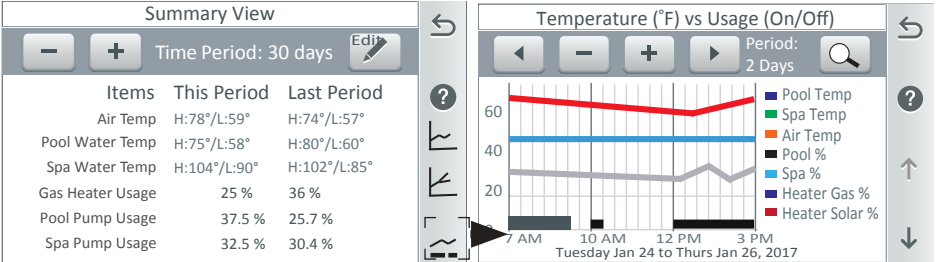 Summary View
− + Time Period: 30 days Edit
Items This Period Last Period
Air Temp H:78°/L:59° H:74°/L:57°
Pool Water Temp H:75°/L:58° H:80°/L:60°
Spa Water Temp H:104°/L:90° H:102°/L:85°
Gas Heater Usage 25 % 36 %
Pool Pump Usage 37.5 % 25.7 %
Spa Pump Usage 32.5 % 30.4 %
?
Temperature (˚F) vs Usage (On/Off)
− + Period:
2 Days
60
40
20
0
7 AM 10 AM 12 PM 3 PM
Tuesday Jan 24 to Thurs Jan 26, 2017
Pool Temp
Spa Temp
Air Temp
Pool %
Spa %
Heater Gas %
Heater Solar %
?